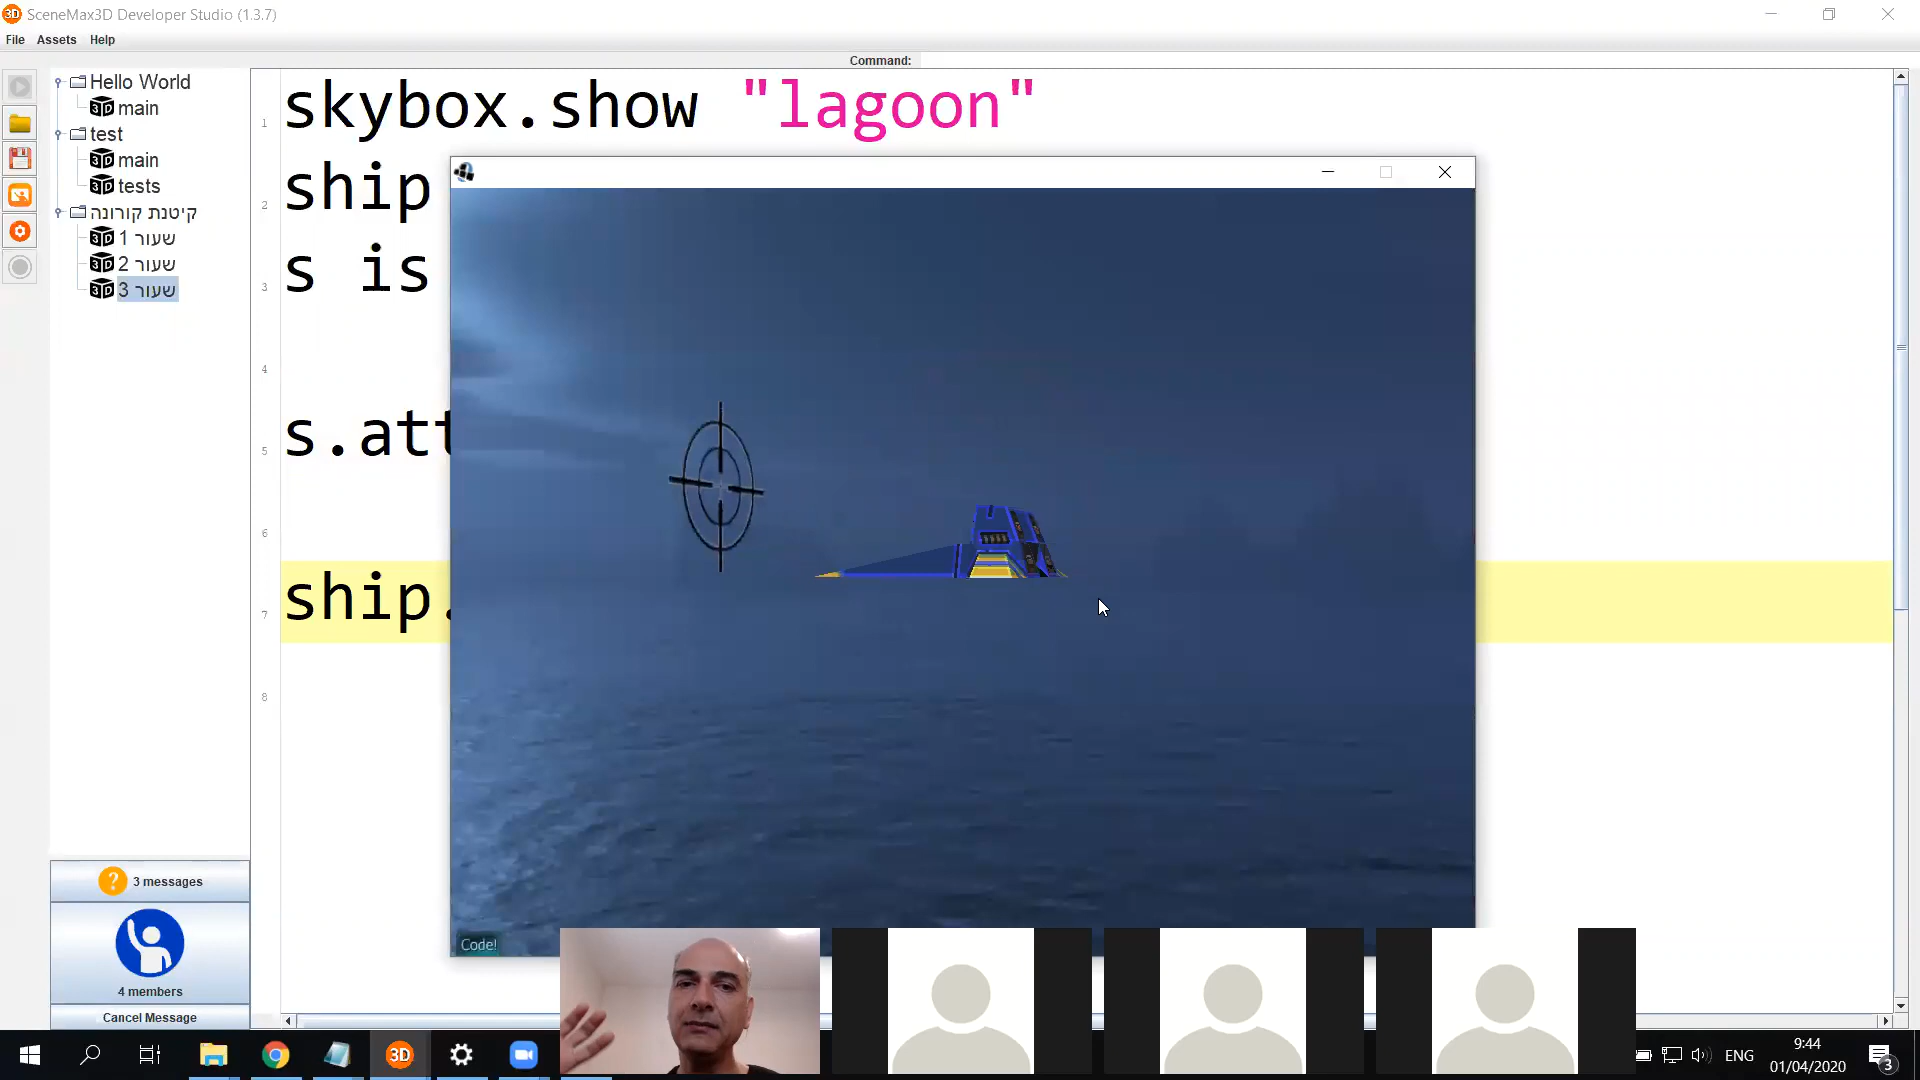 SceneMax3D Developer Studio (1.3.7)
File Assets Help
Command:
Hello World
main
test
main
tests
קיטנת קורונה
שעור 1
שעור 2
שעור 3
1 skybox.show "lagoon"
2 ship
3 s is
4
5 s.att
6
7 ship.
8
Code!
? 3 messages
4 members
Cancel Message
3D
ENG
9:44
01/04/2020
3